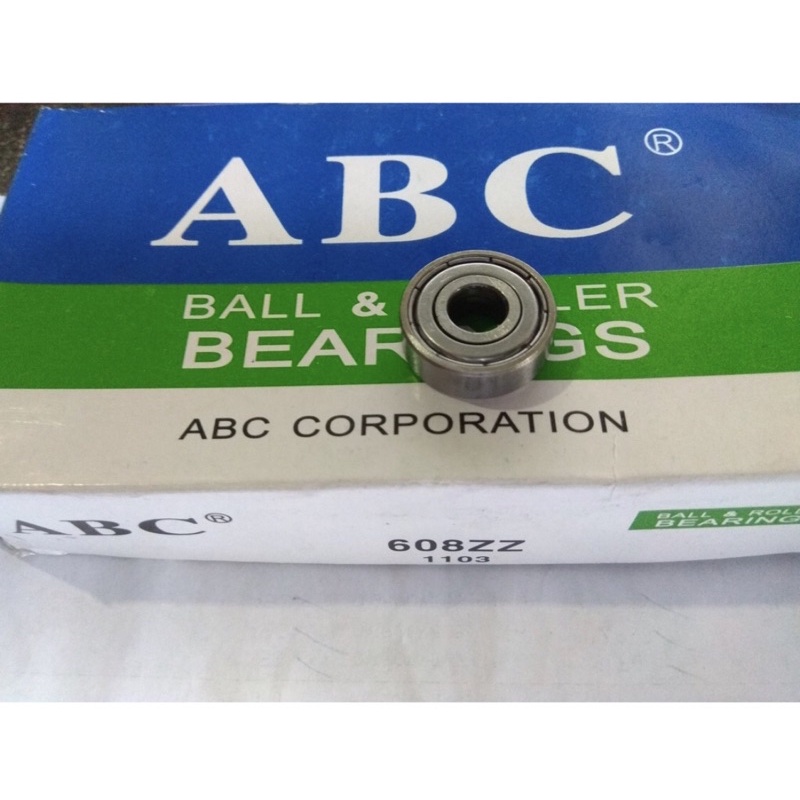 ABC®
BALL & LER
BEAR GS
ABC CORPORATION
ABC®
608ZZ
1103
BALL & ROLL
BEARING